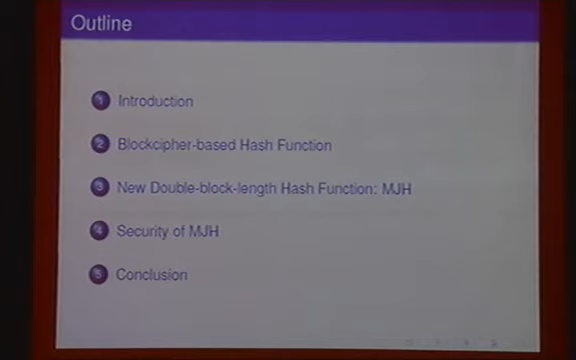 Outline
1 Introduction
2 Blockcipher-based Hash Function
3 New Double-block-length Hash Function: MJH
4 Security of MJH
5 Conclusion